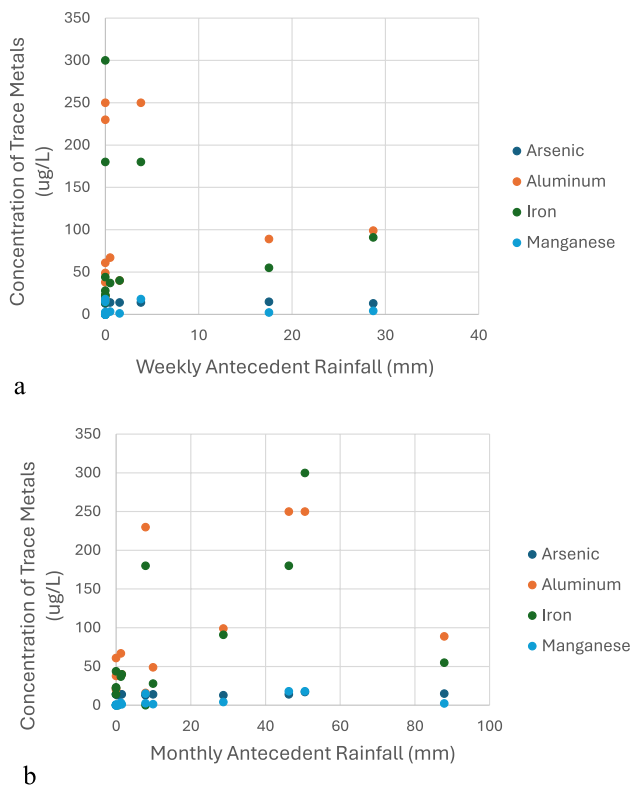 Concentration of Trace Metals
(ug/L)
350
300
250
200
150
100
50
0
0 10 20 30 40
Weekly Antecedent Rainfall (mm)
Arsenic
Aluminum
Iron
Manganese
a
Concentration of Trace Metals
(ug/L)
350
300
250
200
150
100
50
0
0 20 40 60 80 100
Monthly Antecedent Rainfall (mm)
Arsenic
Aluminum
Iron
Manganese
b